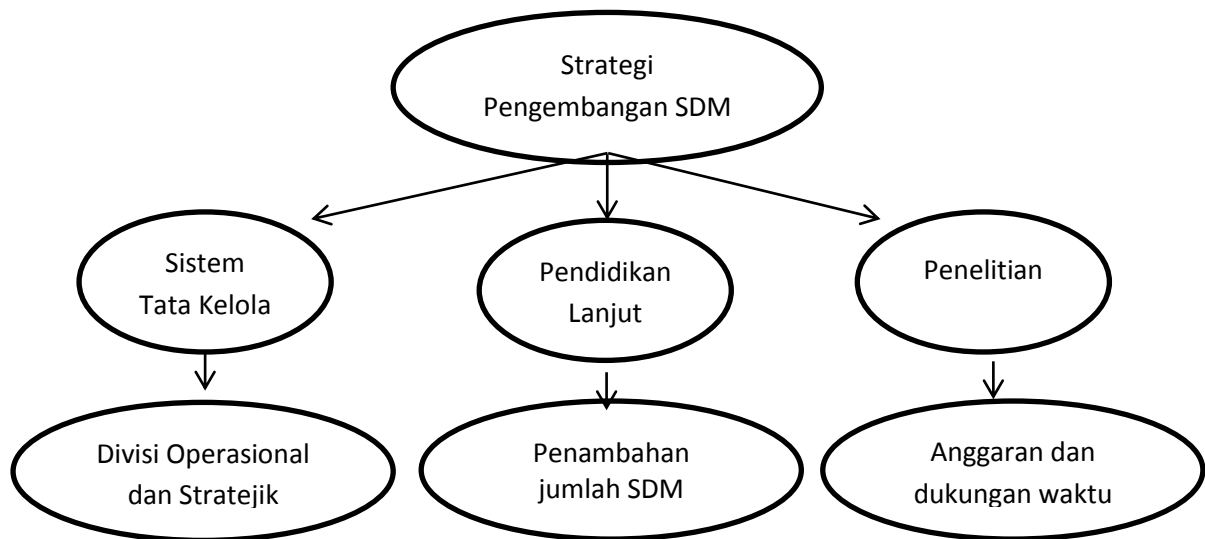 Strategi
Pengembangan SDM
Sistem
Tata Kelola
Pendidikan
Lanjut
Penelitian
Divisi Operasional
dan Stratejik
Penambahan
jumlah SDM
Anggaran dan
dukungan waktu